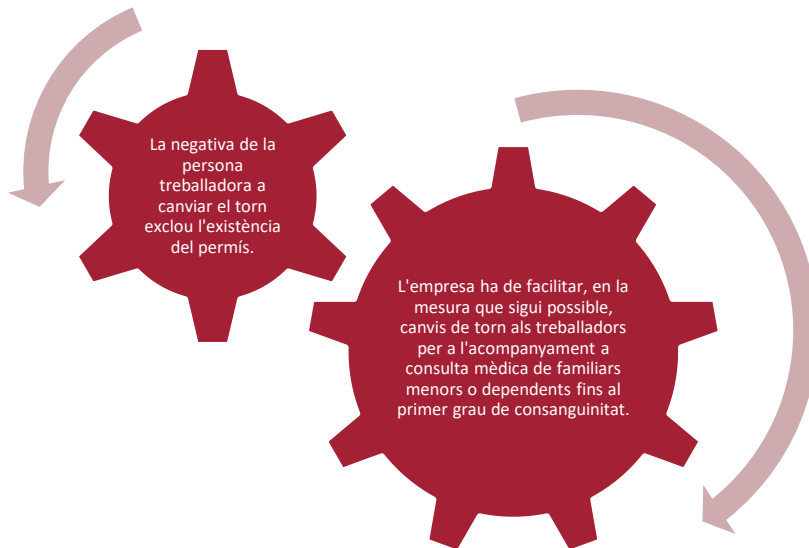 La negativa de la
persona
treballadora a
canviar el torn
exclou l'existència
del permís.
L'empresa ha de facilitar, en la
mesura que sigui possible,
canvis de torn als treballadors
per a l'acompanyament a
consulta mèdica de familiars
menors o dependents fins al
primer grau de consanguinitat.